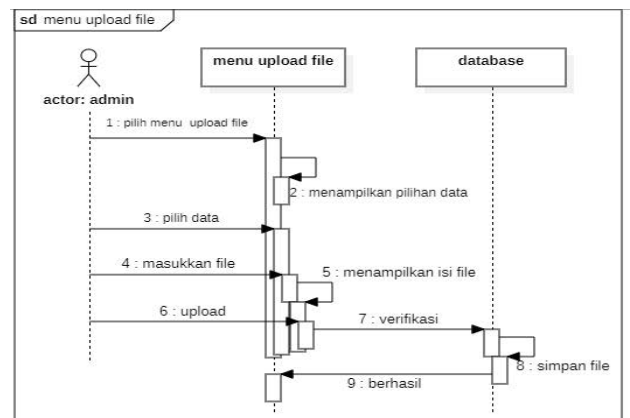 sd menu upload file
menu upload file
database
actor: admin
1 : pilih menu upload file
2 : menampilkan pilihan data
3 : pilih data
4 : masukkan file
5 : menampilkan isi file
6 : upload
7 : verifikasi
8 : simpan file
9 : berhasil